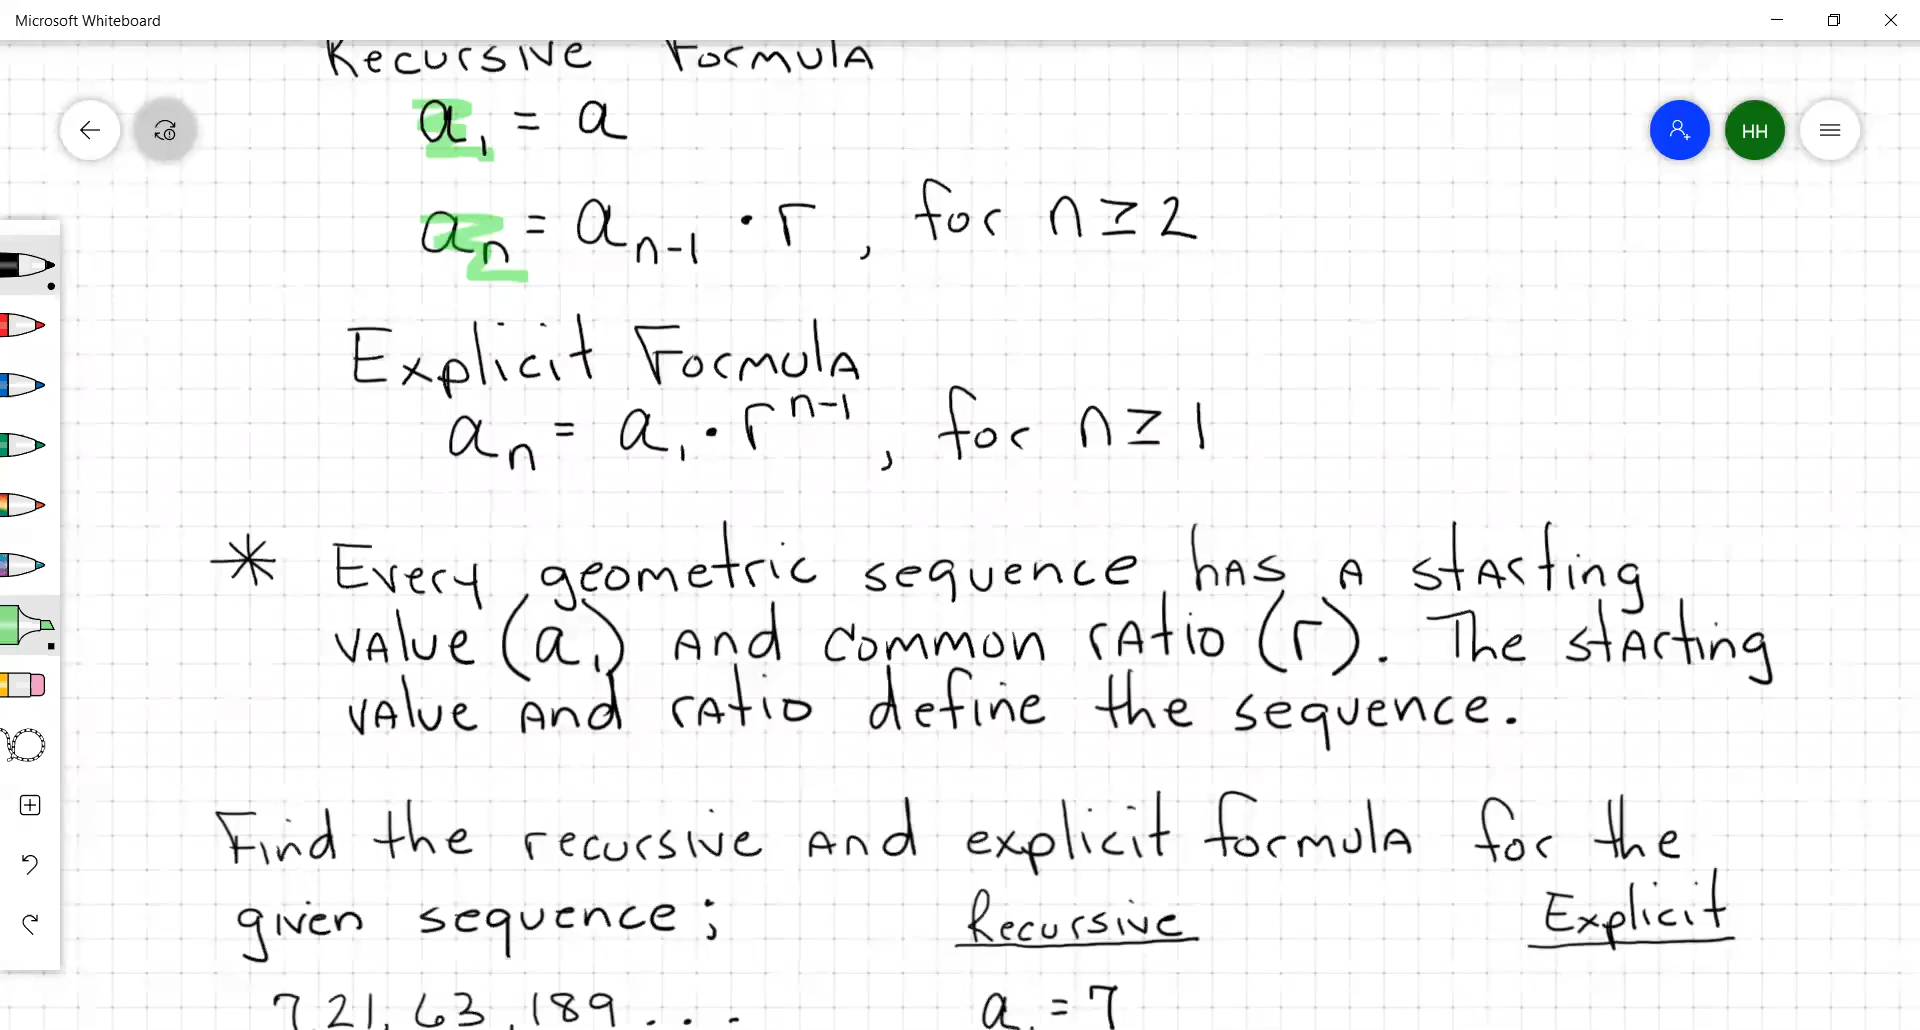 Microsoft Whiteboard
Recursive Formula
a₁ = a
HH
aₙ = aₙ₋₁ · r , for n ≥ 2
Explicit Formula
aₙ = a₁ · rⁿ⁻¹ , for n ≥ 1
* Every geometric sequence has a starting
value (a₁) and common ratio (r). The starting
value and ratio define the sequence.
Find the recursive and explicit formula for the
given sequence; Recursive Explicit
7, 21, 63, 189 . . . a₁ = 7